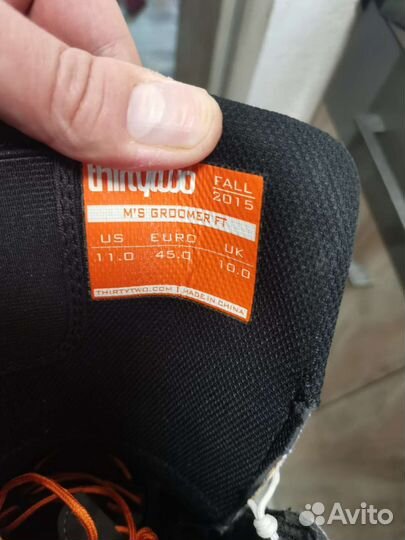 thirtytwo
FALL
2015
M'S GROOMER FT
US EURO UK
11.0 45.0 10.0
THIRTYTWO.COM | MADE IN CHINA
Avito